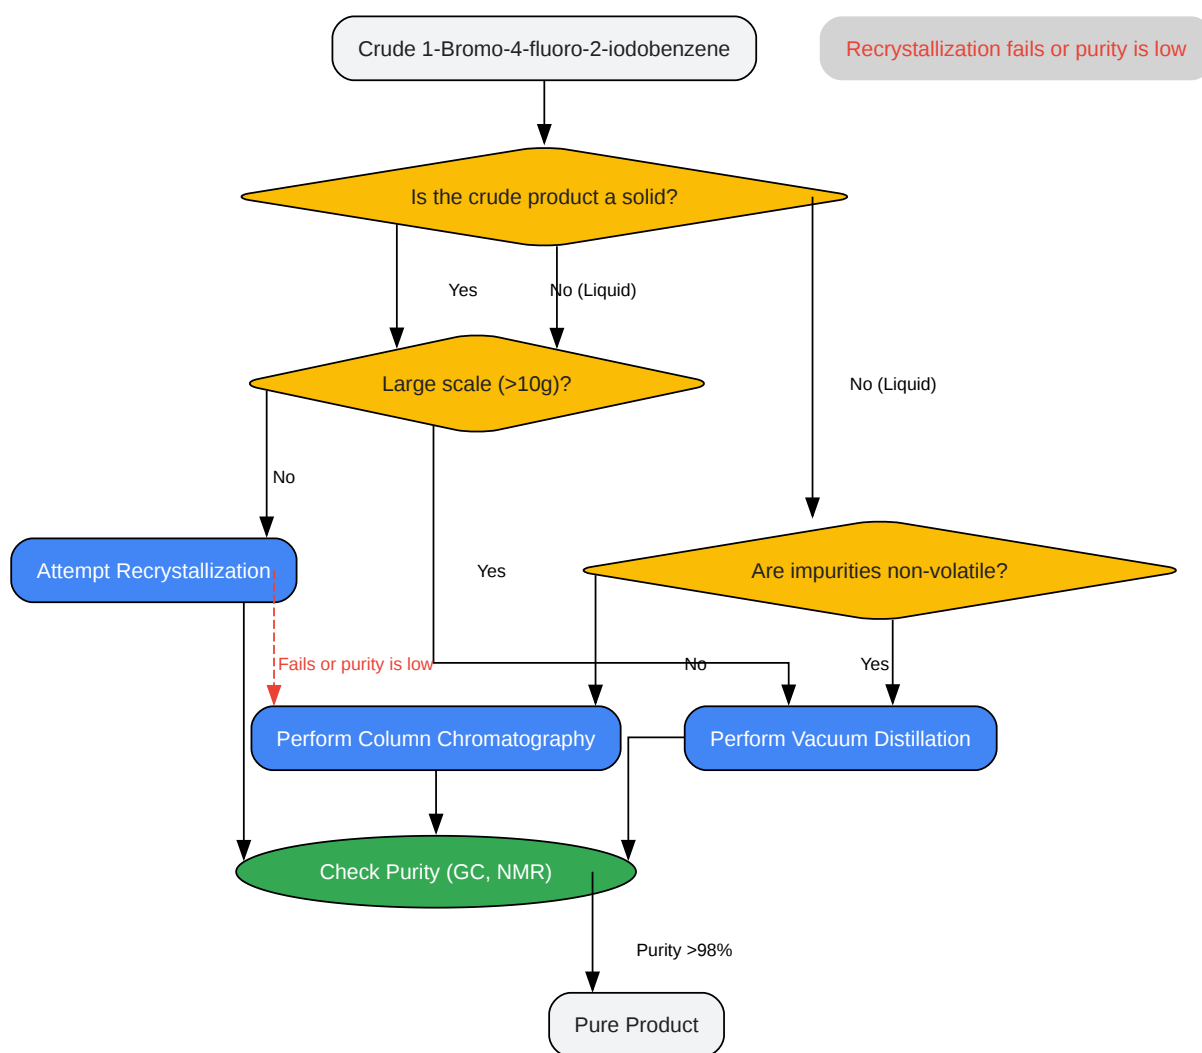 Crude 1-Bromo-4-fluoro-2-iodobenzene
Recrystallization fails or purity is low
Is the crude product a solid?
Yes
No (Liquid)
Large scale (>10g)?
No (Liquid)
No
Attempt Recrystallization
Yes
Are impurities non-volatile?
Fails or purity is low
No
Yes
Perform Column Chromatography
Perform Vacuum Distillation
Check Purity (GC, NMR)
Purity >98%
Pure Product